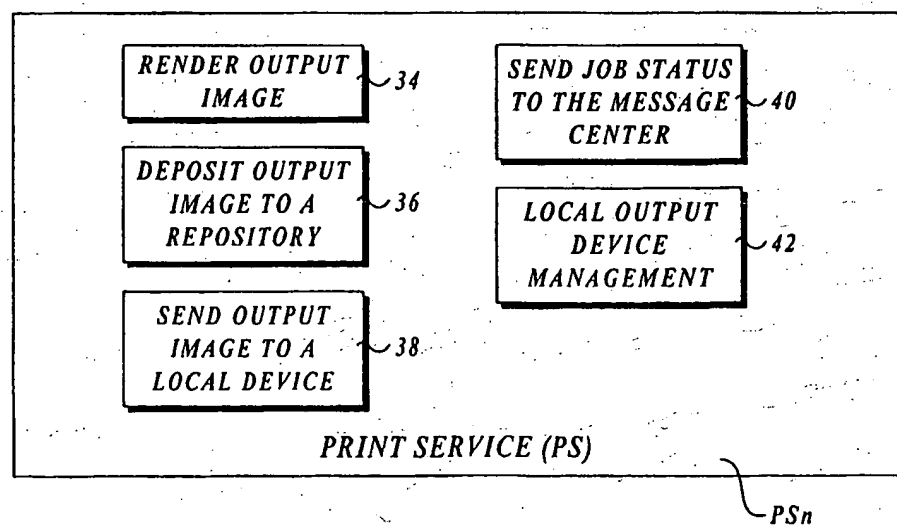 RENDER OUTPUT
IMAGE
34
DEPOSIT OUTPUT
IMAGE TO A
REPOSITORY
36
SEND OUTPUT
IMAGE TO A
LOCAL DEVICE
38
SEND JOB STATUS
TO THE MESSAGE
CENTER
40
LOCAL OUTPUT
DEVICE
MANAGEMENT
42
PRINT SERVICE (PS)
PSn